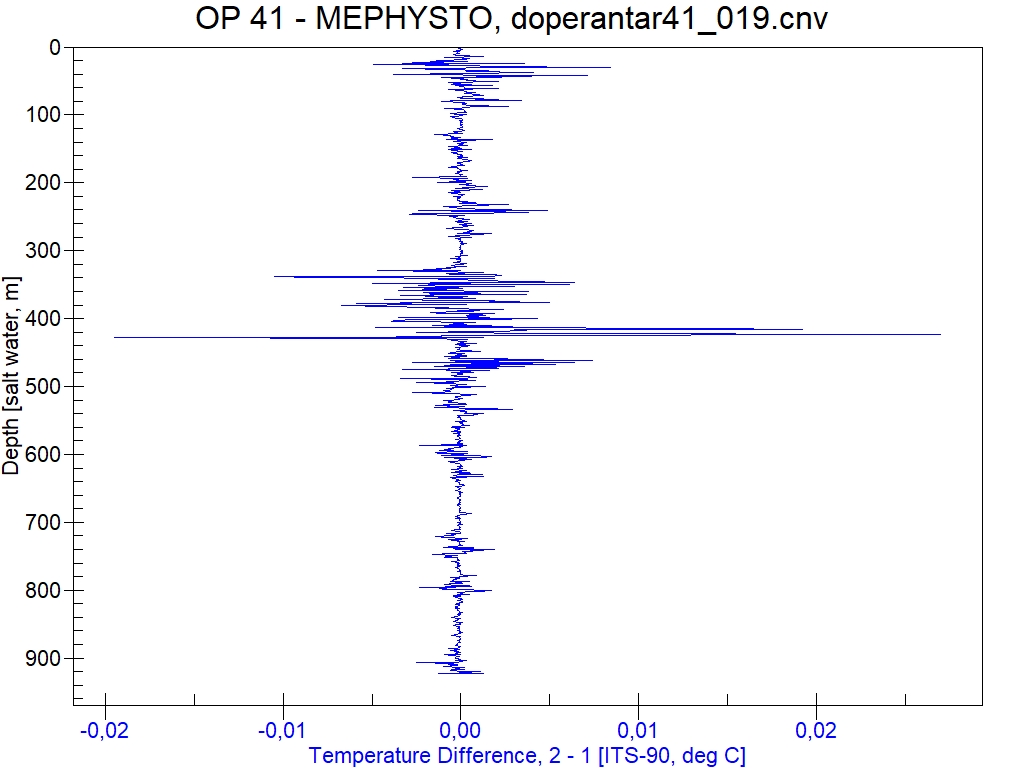 OP 41 - MEPHYSTO, doperantar41_019.cnv
0
100
200
300
400
500
600
700
800
900
Depth [salt water, m]
-0,02 -0,01 0,00 0,01 0,02
Temperature Difference, 2 - 1 [ITS-90, deg C]